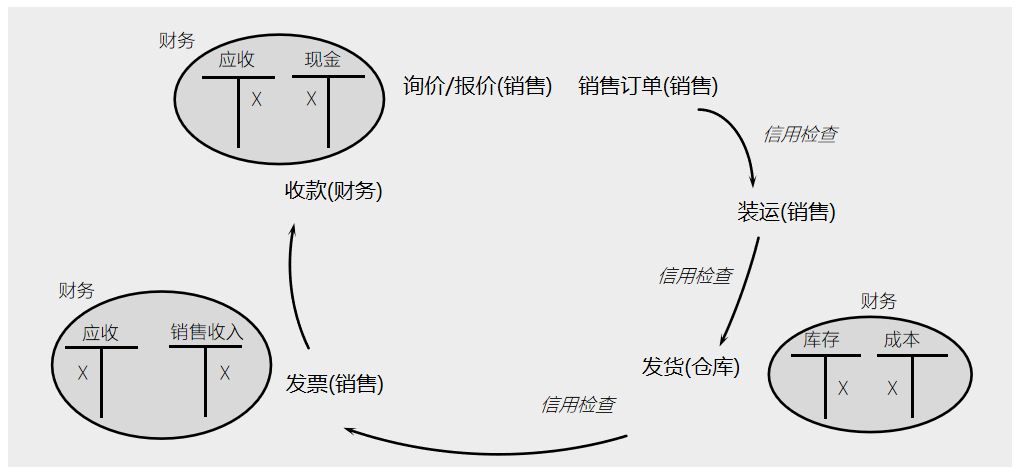 财务
应收 现金
X X
询价/报价(销售) 销售订单(销售)
信用检查
收款(财务)
装运(销售)
信用检查
财务
应收 销售收入
X X
发票(销售)
信用检查
发货(仓库)
财务
库存 成本
X X